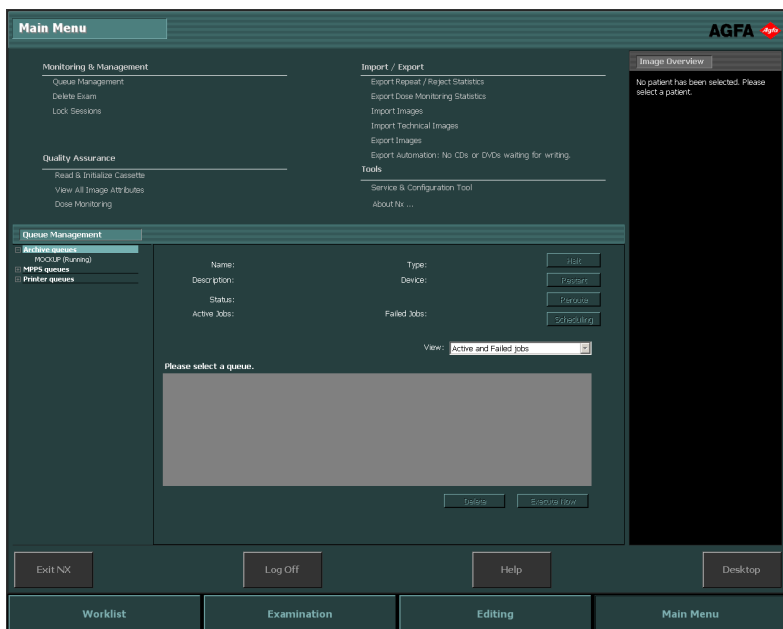 Main Menu
AGFA
Agfa
Monitoring & Management
Queue Management
Delete Exam
Lock Sessions
Quality Assurance
Read & Initialize Cassette
View All Image Attributes
Dose Monitoring
Import / Export
Export Repeat / Reject Statistics
Export Dose Monitoring Statistics
Import Images
Import Technical Images
Export Images
Export Automation: No CDs or DVDs waiting for writing.
Tools
Service & Configuration Tool
About Nx ...
Image Overview
No patient has been selected. Please
select a patient.
Queue Management
Archive queues
MOCKUP (Running)
MPPS queues
Printer queues
Name:
Type:
Halt
Description:
Device:
Restart
Status:
Reroute
Active Jobs:
Failed Jobs:
Scheduling
View: Active and Failed jobs
Please select a queue.
Delete
Execute Now
Exit NX
Log Off
Help
Desktop
Worklist
Examination
Editing
Main Menu